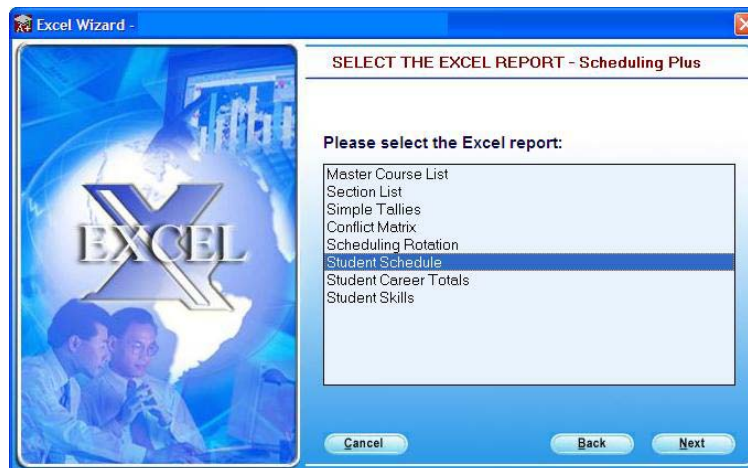 Excel Wizard -
SELECT THE EXCEL REPORT - Scheduling Plus
Please select the Excel report:
Master Course List
Section List
Simple Tallies
Conflict Matrix
Scheduling Rotation
Student Schedule
Student Career Totals
Student Skills
EXCEL
Cancel
Back
Next